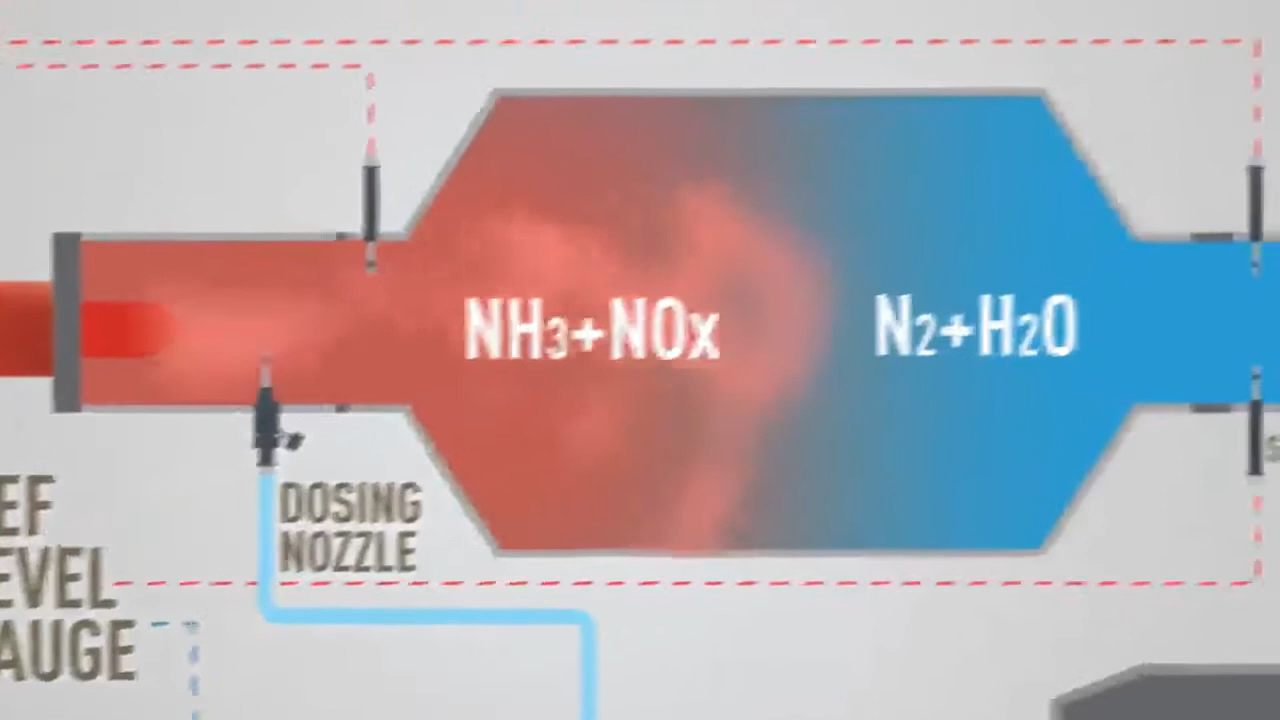 NH3+NOx
N2+H2O
DOSING
NOZZLE
EF
EVEL
AUGE